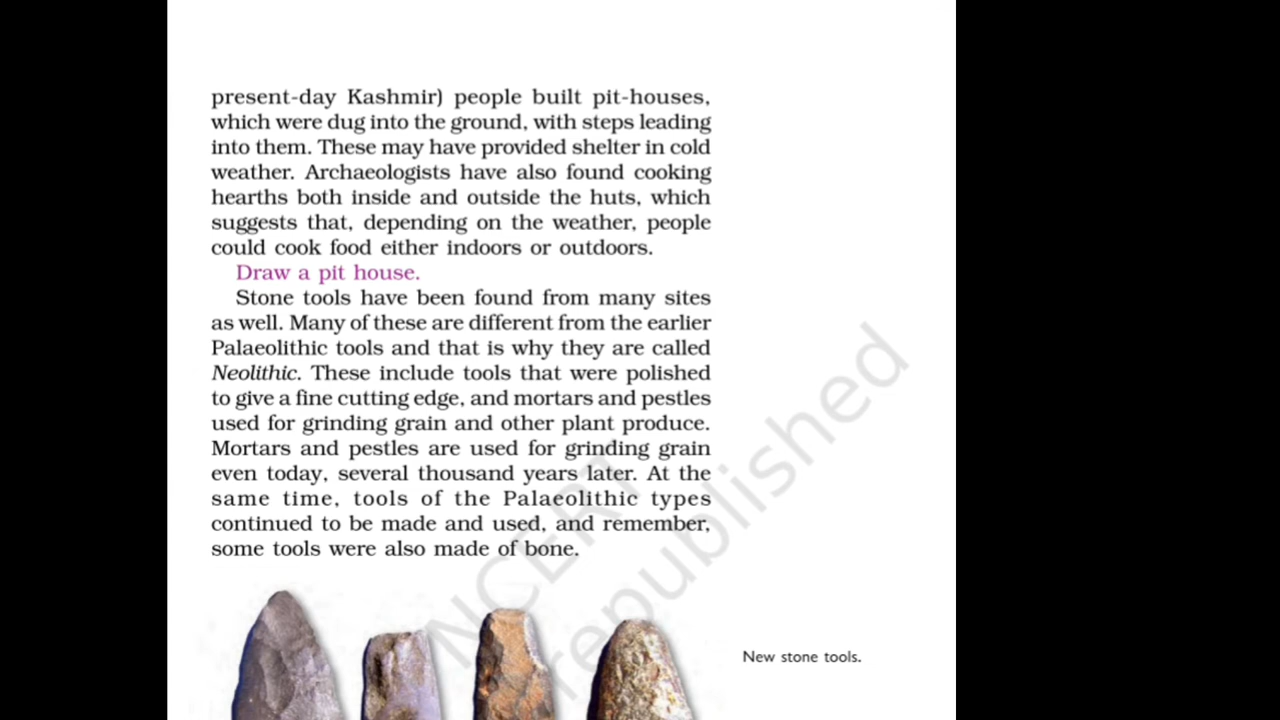 present-day Kashmir) people built pit-houses,
which were dug into the ground, with steps leading
into them. These may have provided shelter in cold
weather. Archaeologists have also found cooking
hearths both inside and outside the huts, which
suggests that, depending on the weather, people
could cook food either indoors or outdoors.
Draw a pit house.
Stone tools have been found from many sites
as well. Many of these are different from the earlier
Palaeolithic tools and that is why they are called
Neolithic. These include tools that were polished
to give a fine cutting edge, and mortars and pestles
used for grinding grain and other plant produce.
Mortars and pestles are used for grinding grain
even today, several thousand years later. At the
same time, tools of the Palaeolithic types
continued to be made and used, and remember,
some tools were also made of bone.
New stone tools.
NCERT
republished